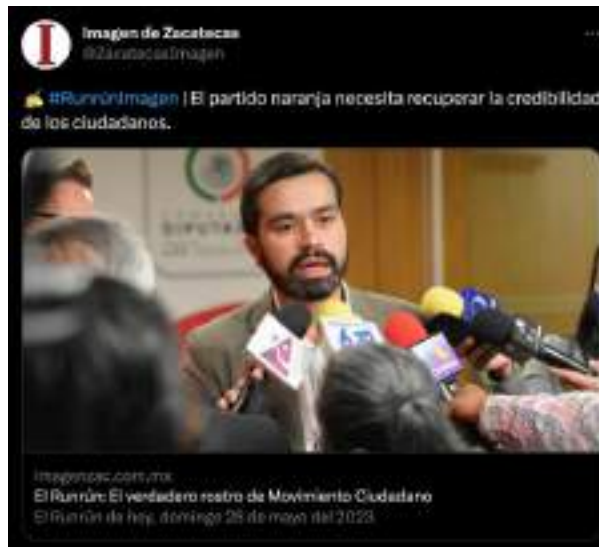 Imagen de Zacatecas
@ZacatecasImagen
#RunrúnImagen | El partido naranja necesita recuperar la credibilidad
de los ciudadanos.
imagenzac.com.mx
El Runrún: El verdadero rostro de Movimiento Ciudadano
El Runrún de hoy, domingo 28 de mayo del 2023